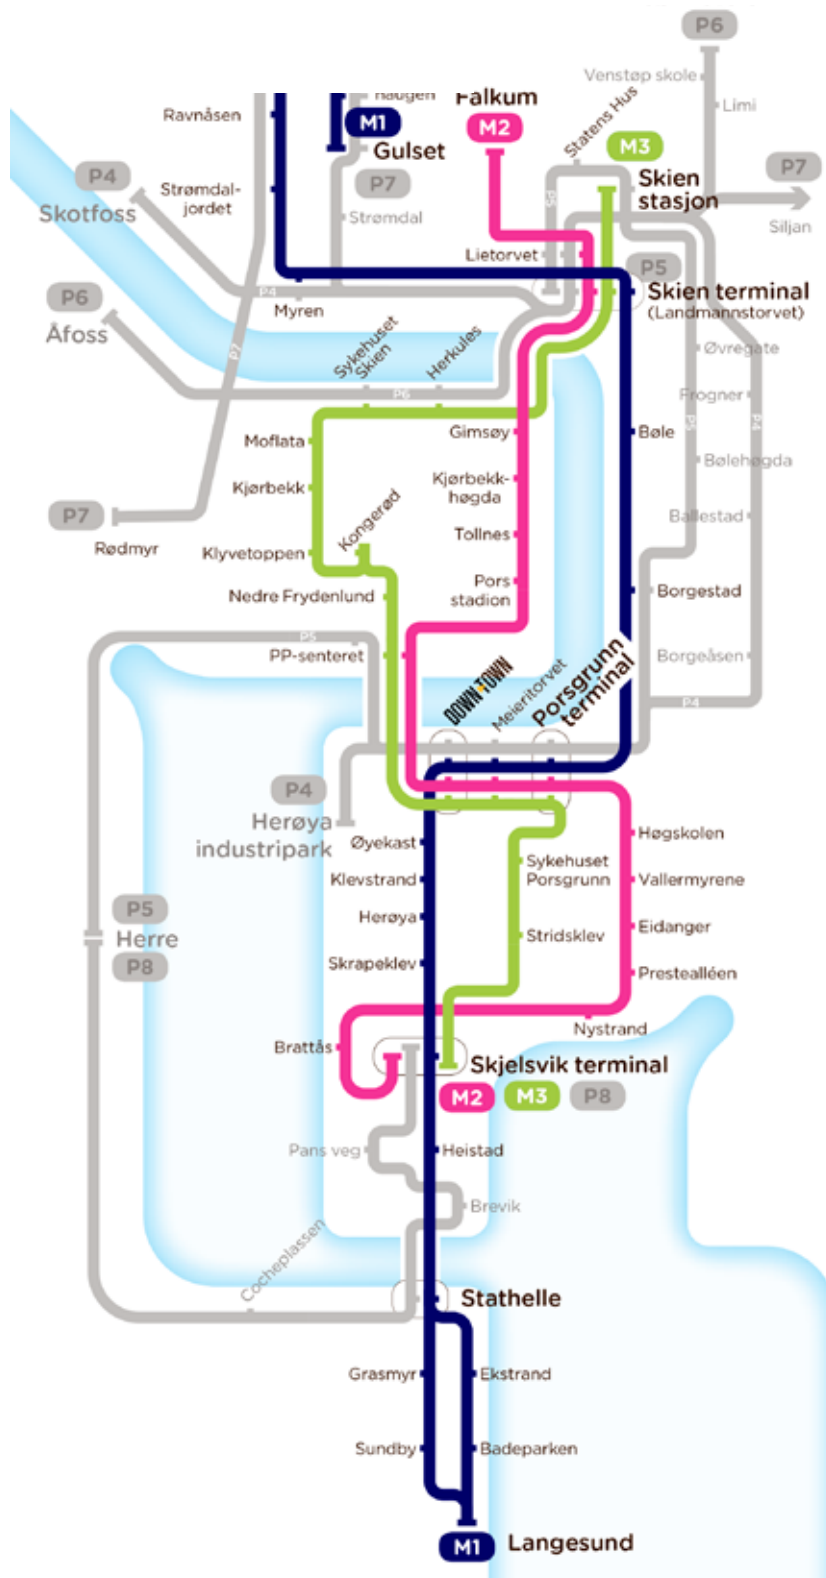 P6
Venstøp skole
Limi
Ravnåsen
haugen
M1
Gulset
Falkum
M2
Statens Hus
M3
Skien
stasjon
P7
Siljan
P4
Skotfoss
Strømdal-
jordet
P7
Strømdal
P5
Lietorvet
P5
Skien terminal
(Landmannstorvet)
P6
Åfoss
P4
Myren
P7
Sykehuset
Skien
Herkules
P6
Øvregate
Frogner
P5
P4
Moflata
Gimsøy
Bøle
Bølehøgda
Kjørbekk
Kjørbekk-
høgda
P7
Rødmyr
Kongerød
Tollnes
Ballestad
Klyvetoppen
Nedre Frydenlund
Pors
stadion
Borgestad
P5
PP-senteret
DOWNTOWN
Meieritorvet
Porsgrunn
terminal
Borgeåsen
P4
P4
Herøya
industripark
Øyekast
Høgskolen
Klevstrand
Sykehuset
Porsgrunn
Vallermyrene
P5
Herre
P8
Herøya
Stridsklev
Eidanger
Skrapeklev
Prestealléen
Nystrand
Brattås
Skjelsvik terminal
M2
M3
P8
Pans veg
Heistad
Brevik
Cocheplassen
Stathelle
Grasmyr
Ekstrand
Sundby
Badeparken
M1
Langesund